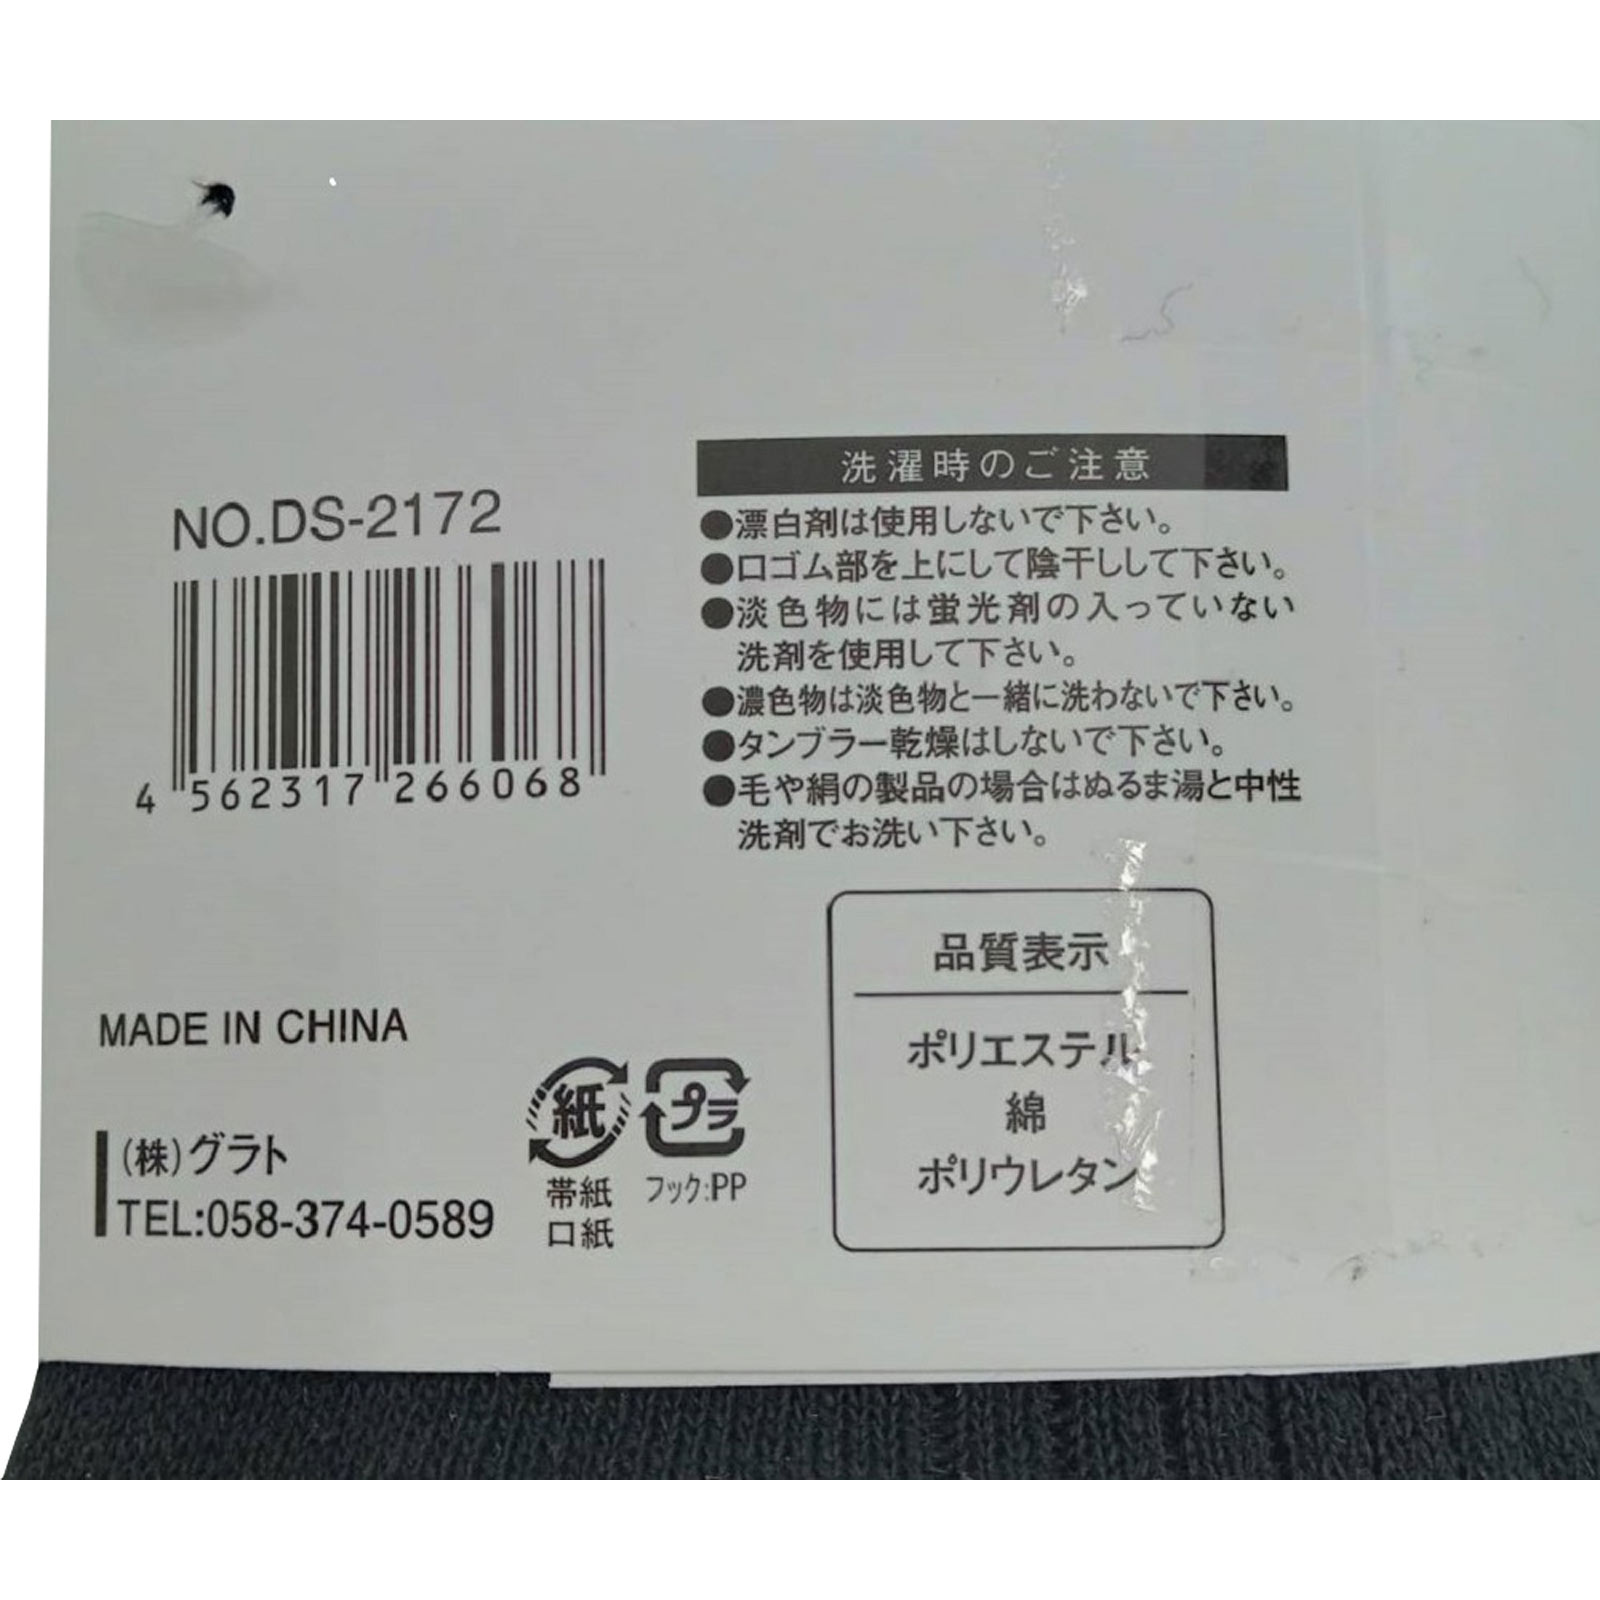 NO.DS-2172
4 562317 266068
洗濯時のご注意
●漂白剤は使用しないで下さい。
●口ゴム部を上にして陰干しして下さい。
●淡色物には蛍光剤の入っていない
洗剤を使用して下さい。
●濃色物は淡色物と一緒に洗わないで下さい。
●タンブラー乾燥はしないで下さい。
●毛や絹の製品の場合はぬるま湯と中性
洗剤でお洗い下さい。
品質表示
ポリエステル
綿
ポリウレタン
MADE IN CHINA
(株)グラト
TEL:058-374-0589
紙
帯紙
口紙
プラ
フック:PP